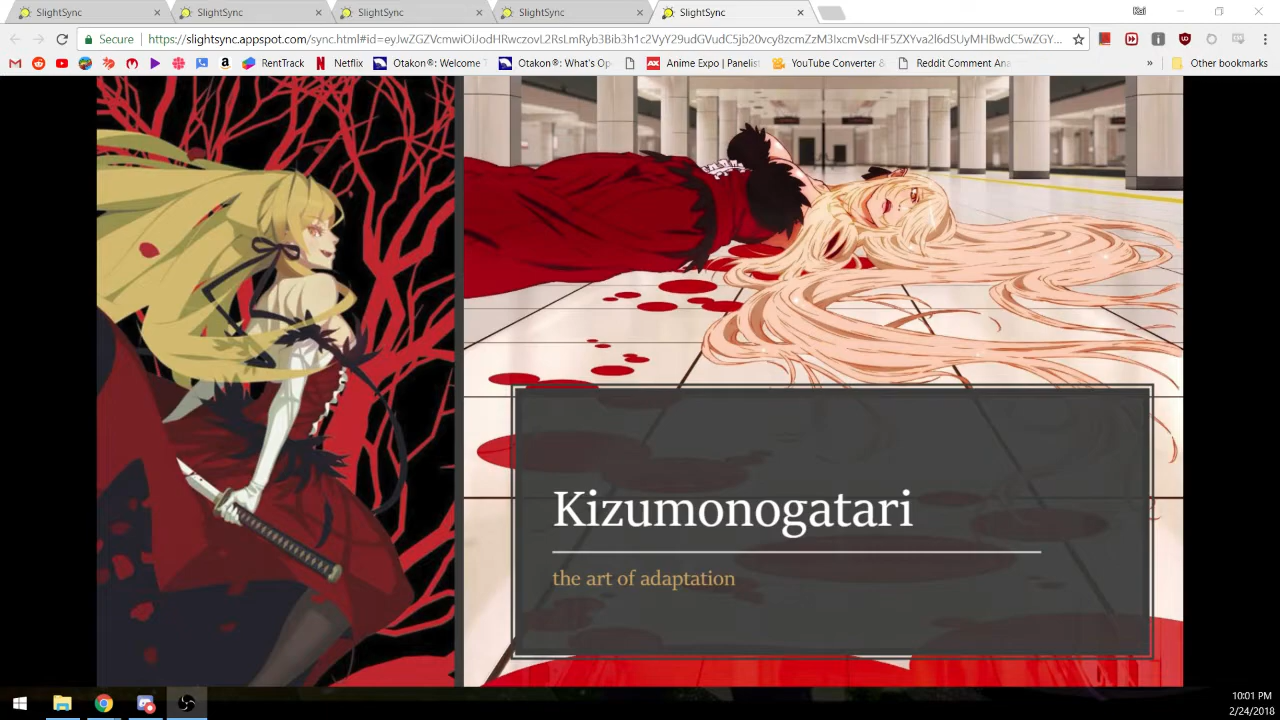 SlightSync
SlightSync
SlightSync
SlightSync
SlightSync
Secure
https://slightsync.appspot.com/sync.html#id=eyJwZGZVcmwiOiJodHRwczovL2RsLmRyb3Bib3h1c2VyY29udGVudC5jb20vcy8zanZzM3IxcmVsdHF5ZXYva2l6dSUyMHBwdC5wZGY...
RentTrack
Netflix
Otakon®: Welcome T
Otakon®: What's Op
Anime Expo | Panelist
YouTube Converter &
Reddit Comment Ana
»
Other bookmarks
Kizumonogatari
the art of adaptation
10:01 PM
2/24/2018